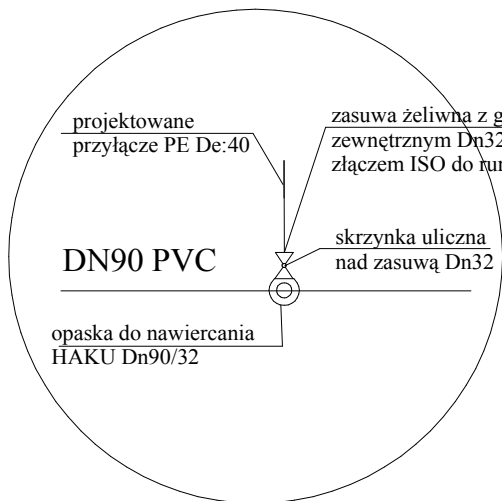 projektowane
przyłącze PE De:40
zasuwa żeliwna z
zewnętrznym Dn32
złączem ISO do
DN90 PVC
skrzynka uliczna
nad zasuwą Dn32
opaska do nawiercania
HAKU Dn90/32